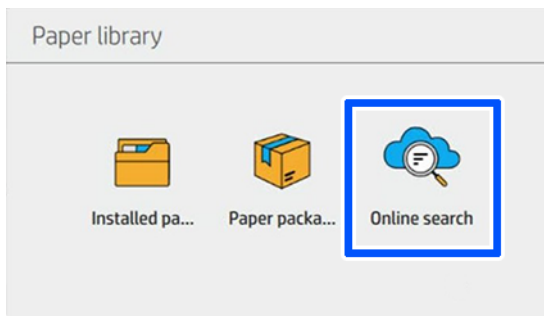 Paper library
Installed pa...
Paper packa...
Online search